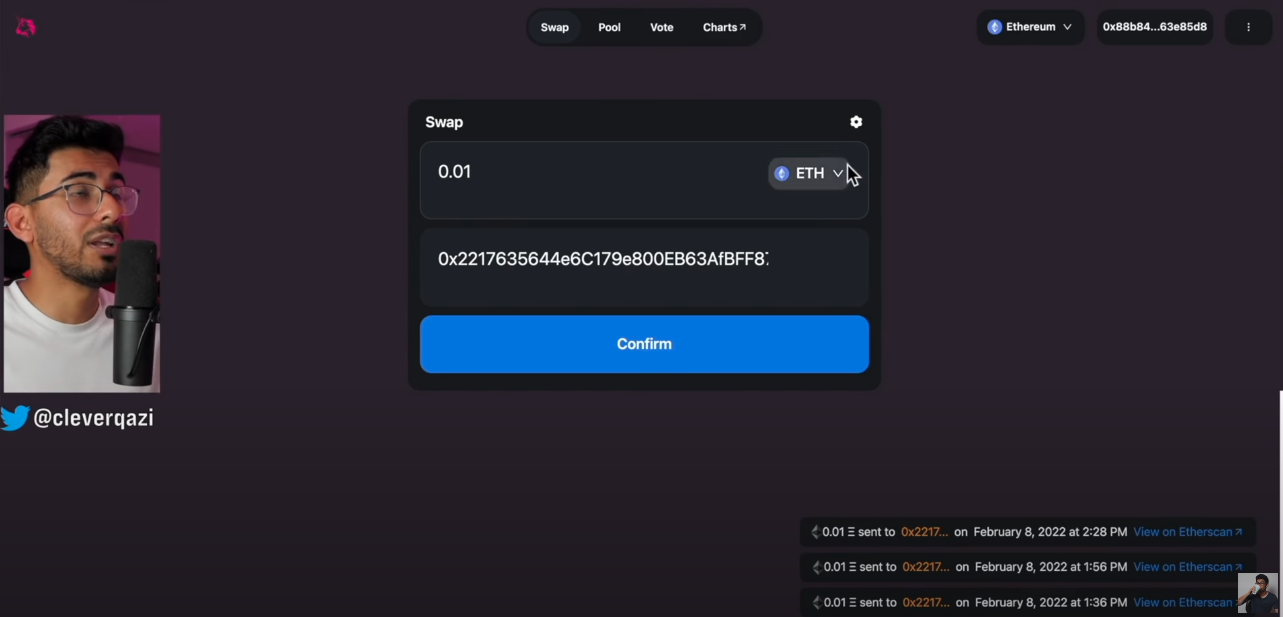 Swap Pool Vote Charts↗ Ethereum 0x88b84...63e85d8
Swap
0.01 ETH
0x2217635644e6C179e800EB63AfBFF87
Confirm
@cleverqazi
0.01 Ξ sent to 0x2217... on February 8, 2022 at 2:28 PM View on Etherscan↗
0.01 Ξ sent to 0x2217... on February 8, 2022 at 1:56 PM View on Etherscan↗
0.01 Ξ sent to 0x2217... on February 8, 2022 at 1:36 PM View on Etherscan